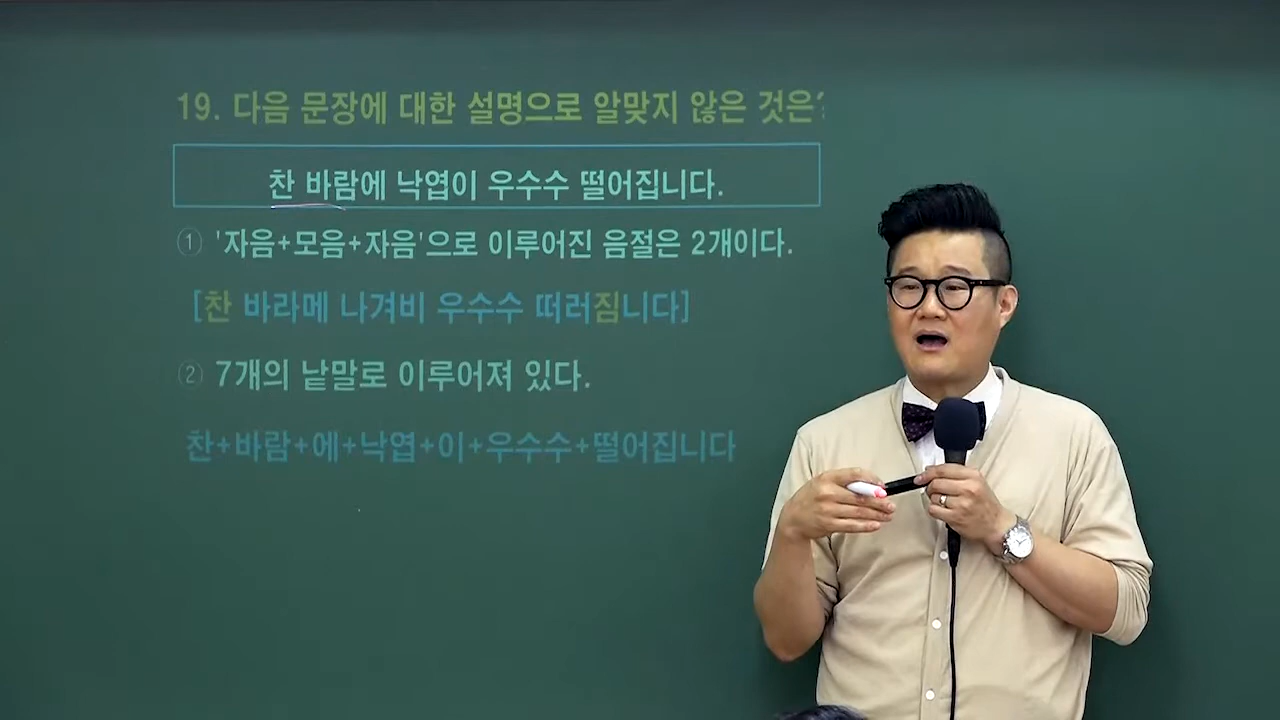 19. 다음 문장에 대한 설명으로 알맞지 않은 것은?
찬 바람에 낙엽이 우수수 떨어집니다.
① '자음+모음+자음'으로 이루어진 음절은 2개이다.
[찬 바라메 나겨비 우수수 떠러짐니다]
② 7개의 낱말로 이루어져 있다.
찬+바람+에+낙엽+이+우수수+떨어집니다